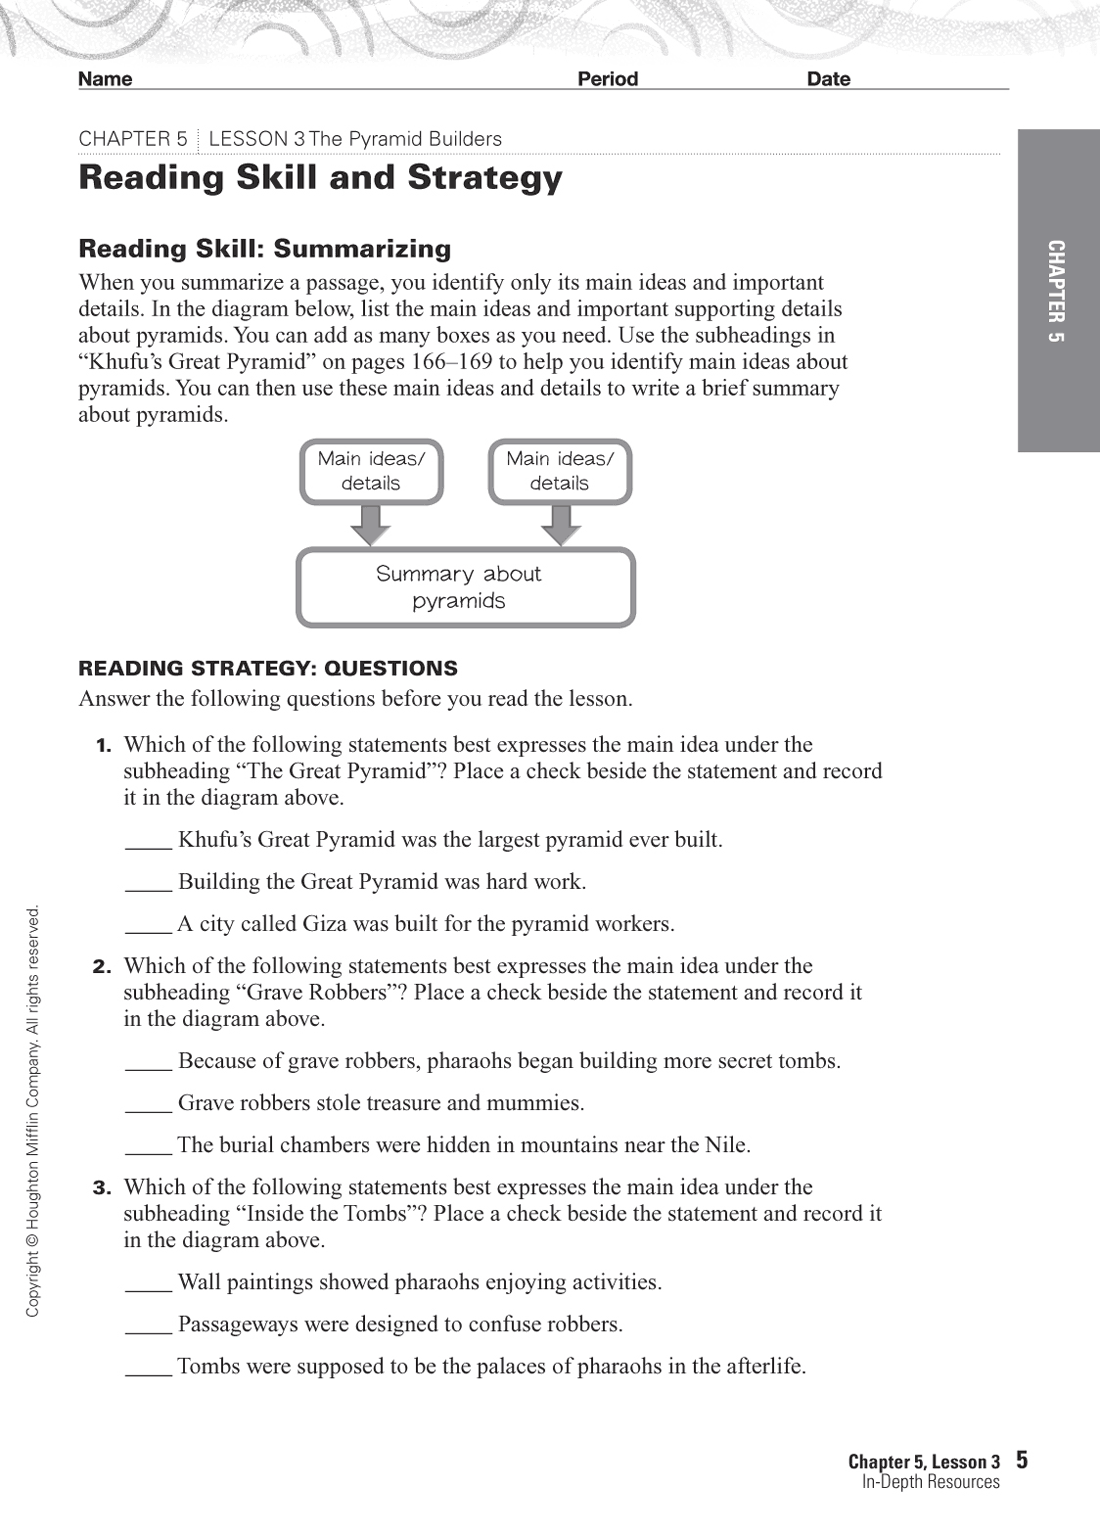 Name Period Date
CHAPTER 5 LESSON 3 The Pyramid Builders
Reading Skill and Strategy
Reading Skill: Summarizing
When you summarize a passage, you identify only its main ideas and important
details. In the diagram below, list the main ideas and important supporting details
about pyramids. You can add as many boxes as you need. Use the subheadings in
“Khufu’s Great Pyramid” on pages 166–169 to help you identify main ideas about
pyramids. You can then use these main ideas and details to write a brief summary
about pyramids.
Main ideas/
details
Main ideas/
details
Summary about
pyramids
READING STRATEGY: QUESTIONS
Answer the following questions before you read the lesson.
1. Which of the following statements best expresses the main idea under the
subheading “The Great Pyramid”? Place a check beside the statement and record
it in the diagram above.
____ Khufu’s Great Pyramid was the largest pyramid ever built.
____ Building the Great Pyramid was hard work.
____ A city called Giza was built for the pyramid workers.
2. Which of the following statements best expresses the main idea under the
subheading “Grave Robbers”? Place a check beside the statement and record it
in the diagram above.
____ Because of grave robbers, pharaohs began building more secret tombs.
____ Grave robbers stole treasure and mummies.
____ The burial chambers were hidden in mountains near the Nile.
3. Which of the following statements best expresses the main idea under the
subheading “Inside the Tombs”? Place a check beside the statement and record it
in the diagram above.
____ Wall paintings showed pharaohs enjoying activities.
____ Passageways were designed to confuse robbers.
____ Tombs were supposed to be the palaces of pharaohs in the afterlife.
CHAPTER 5
Copyright © Houghton Mifflin Company. All rights reserved.
Chapter 5, Lesson 3 5
In-Depth Resources